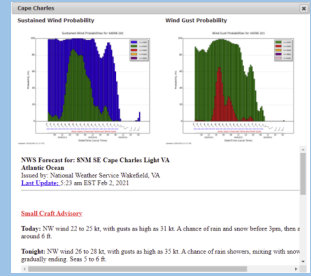 Cape Charles
Sustained Wind Probability
Wind Gust Probability
NWS Forecast for: 8NM SE Cape Charles Light VA
Atlantic Ocean
Issued by: National Weather Service Wakefield, VA
Last Update: 5:23 am EST Feb 2, 2021
Small Craft Advisory
Today: NW wind 22 to 25 kt, with gusts as high as 31 kt. A chance of rain and snow before 3pm, then a
around 6 ft.
Tonight: NW wind 26 to 28 kt, with gusts as high as 35 kt. A chance of rain showers, mixing with snow
gradually ending. Seas 5 to 6 ft.